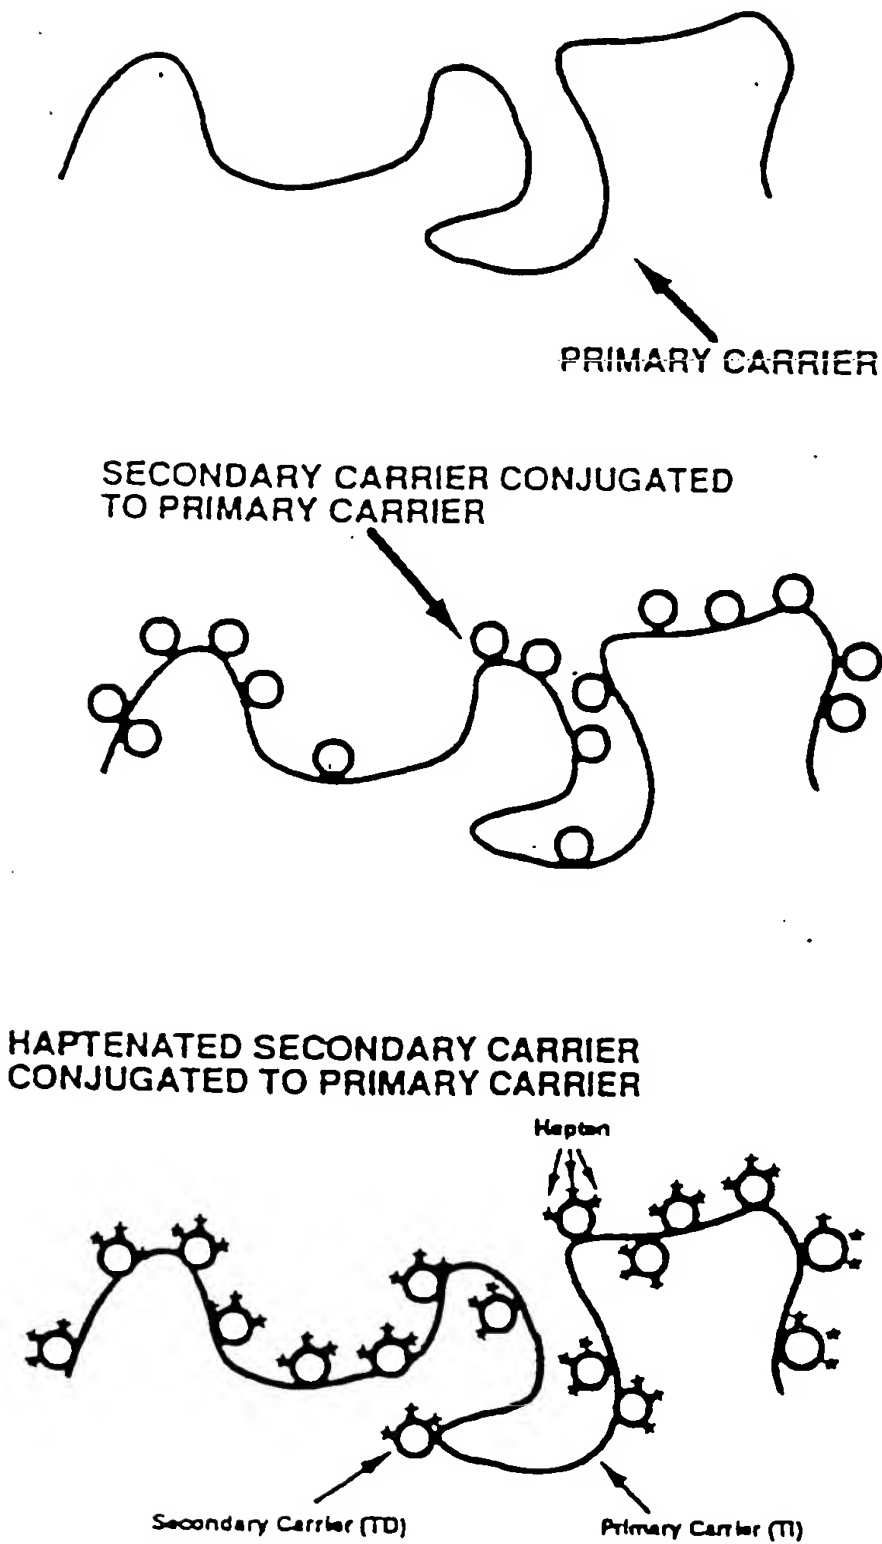 PRIMARY CARRIER
SECONDARY CARRIER CONJUGATED
TO PRIMARY CARRIER
HAPTENATED SECONDARY CARRIER
CONJUGATED TO PRIMARY CARRIER
Hapten
Secondary Carrier (TD)
Primary Carrier (TI)